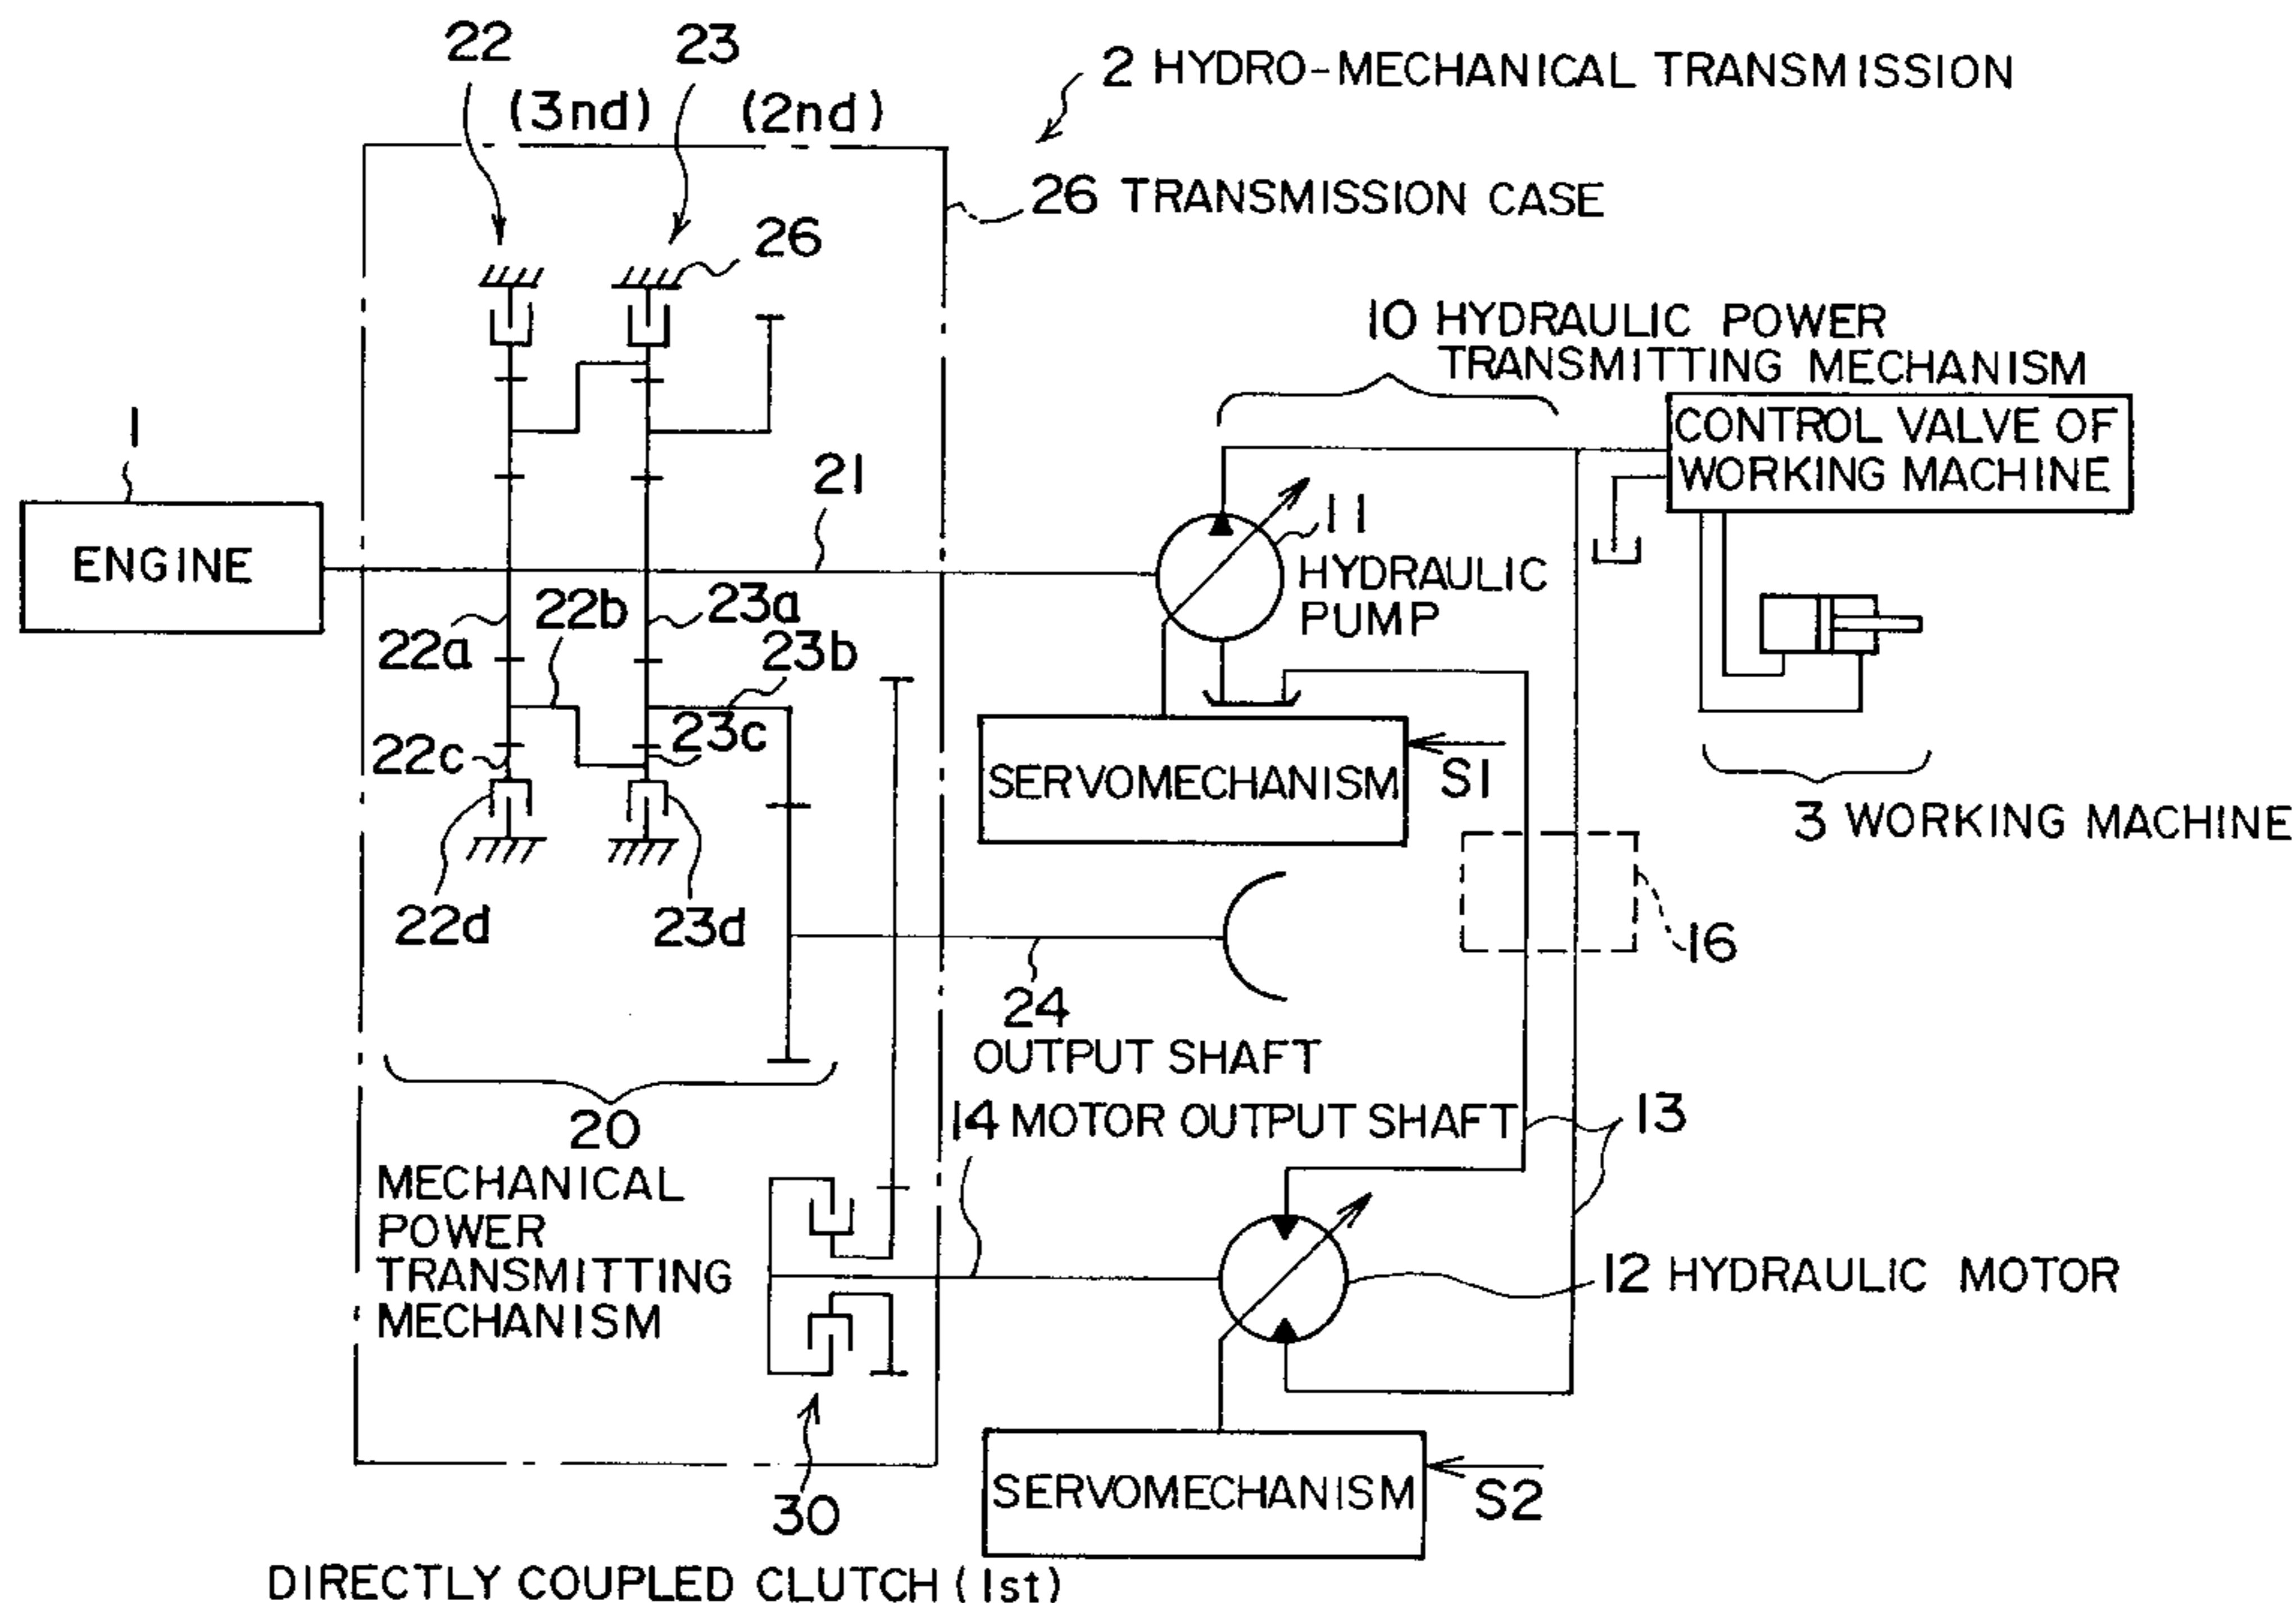 22
23
(3nd)
(2nd)
2 HYDRO-MECHANICAL TRANSMISSION
26 TRANSMISSION CASE
26
10 HYDRAULIC POWER
TRANSMITTING MECHANISM
CONTROL VALVE OF
WORKING MACHINE
1
ENGINE
21
11
HYDRAULIC
PUMP
22a
22b
23a
23b
22c
23c
SERVOMECHANISM
S1
3 WORKING MACHINE
22d
23d
16
24
OUTPUT SHAFT
20
MECHANICAL
POWER
TRANSMITTING
MECHANISM
14 MOTOR OUTPUT SHAFT
13
12 HYDRAULIC MOTOR
30
SERVOMECHANISM
S2
DIRECTLY COUPLED CLUTCH (1st)